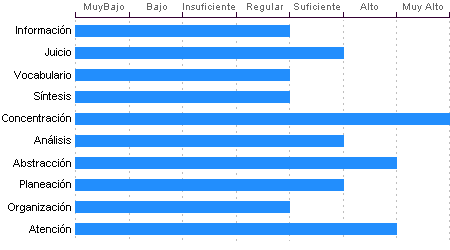 MuyBajo Bajo Insuficiente Regular Suficiente Alto Muy Alto
Información
Juicio
Vocabulario
Síntesis
Concentración
Análisis
Abstracción
Planeación
Organización
Atención